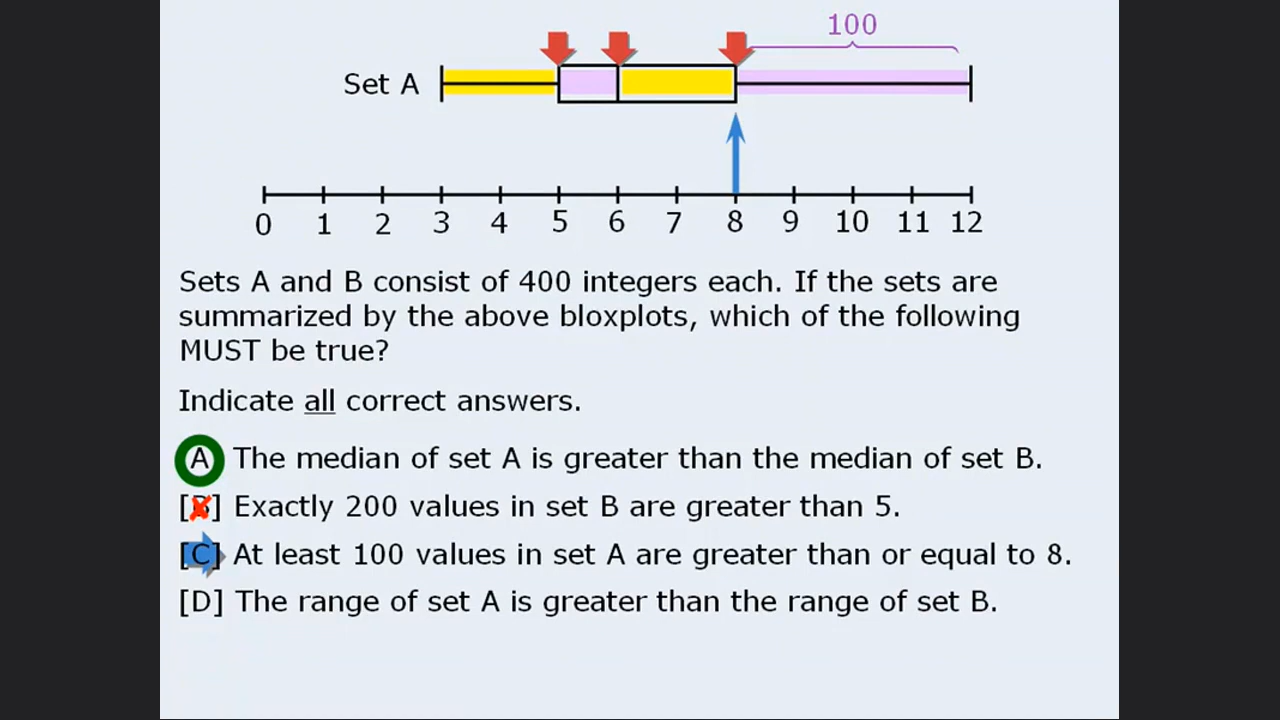 100
Set A
0 1 2 3 4 5 6 7 8 9 10 11 12
Sets A and B consist of 400 integers each. If the sets are
summarized by the above bloxplots, which of the following
MUST be true?
Indicate all correct answers.
A The median of set A is greater than the median of set B.
[B] Exactly 200 values in set B are greater than 5.
[C] At least 100 values in set A are greater than or equal to 8.
[D] The range of set A is greater than the range of set B.